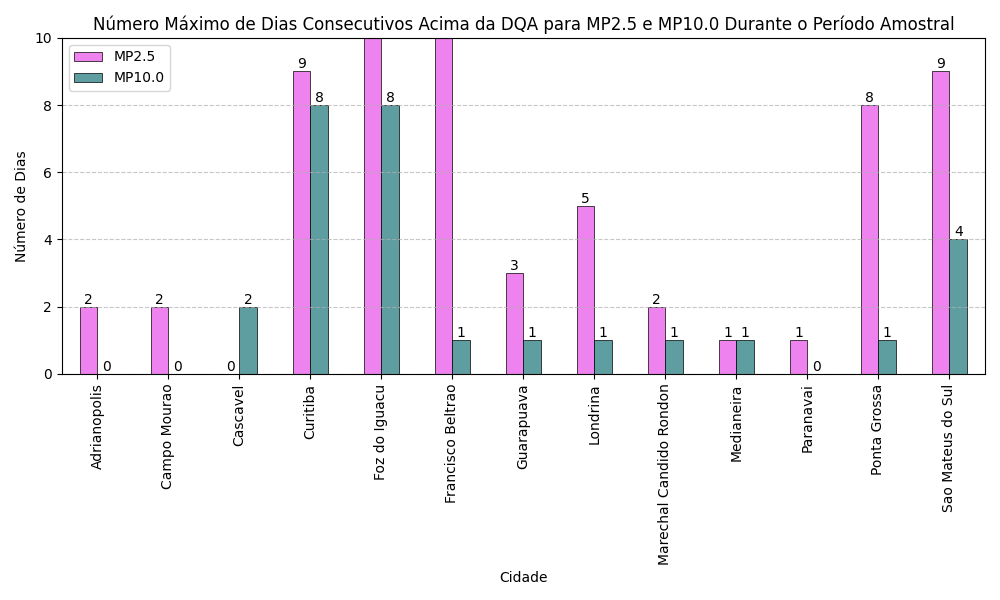 Número Máximo de Dias Consecutivos Acima da DQA para MP2.5 e MP10.0 Durante o Período Amostral
MP2.5
MP10.0
Número de Dias
10
8
6
4
2
0
2
0
2
0
0
2
9
8
8
1
3
1
5
1
2
1
1
1
1
0
8
1
9
4
Adrianopolis
Campo Mourao
Cascavel
Curitiba
Foz do Iguacu
Francisco Beltrao
Guarapuava
Londrina
Marechal Candido Rondon
Medianeira
Paranavai
Ponta Grossa
Sao Mateus do Sul
Cidade